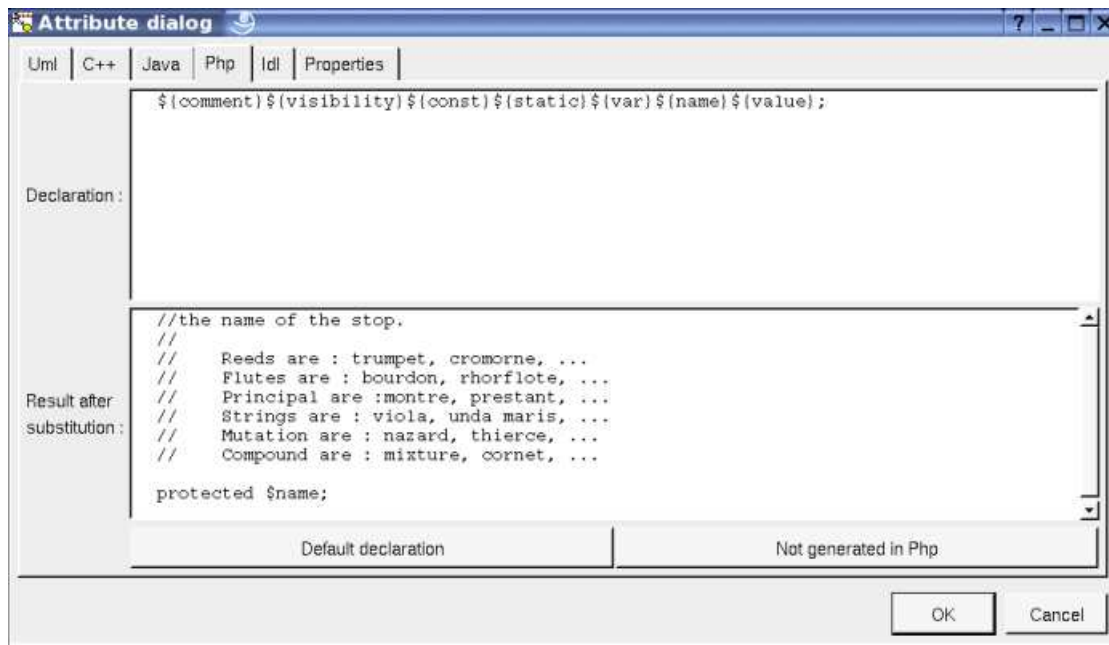 Attribute dialog
Uml C++ Java Php Idl Properties
Declaration :
${comment}${visibility}${const}${static}${var}${name}${value};
Result after
substitution :
//the name of the stop.
//
//    Reeds are : trumpet, cromorne, ...
//    Flutes are : bourdon, rhorflote, ...
//    Principal are :montre, prestant, ...
//    Strings are : viola, unda maris, ...
//    Mutation are : nazard, thierce, ...
//    Compound are : mixture, cornet, ...
protected $name;
Default declaration Not generated in Php
OK Cancel